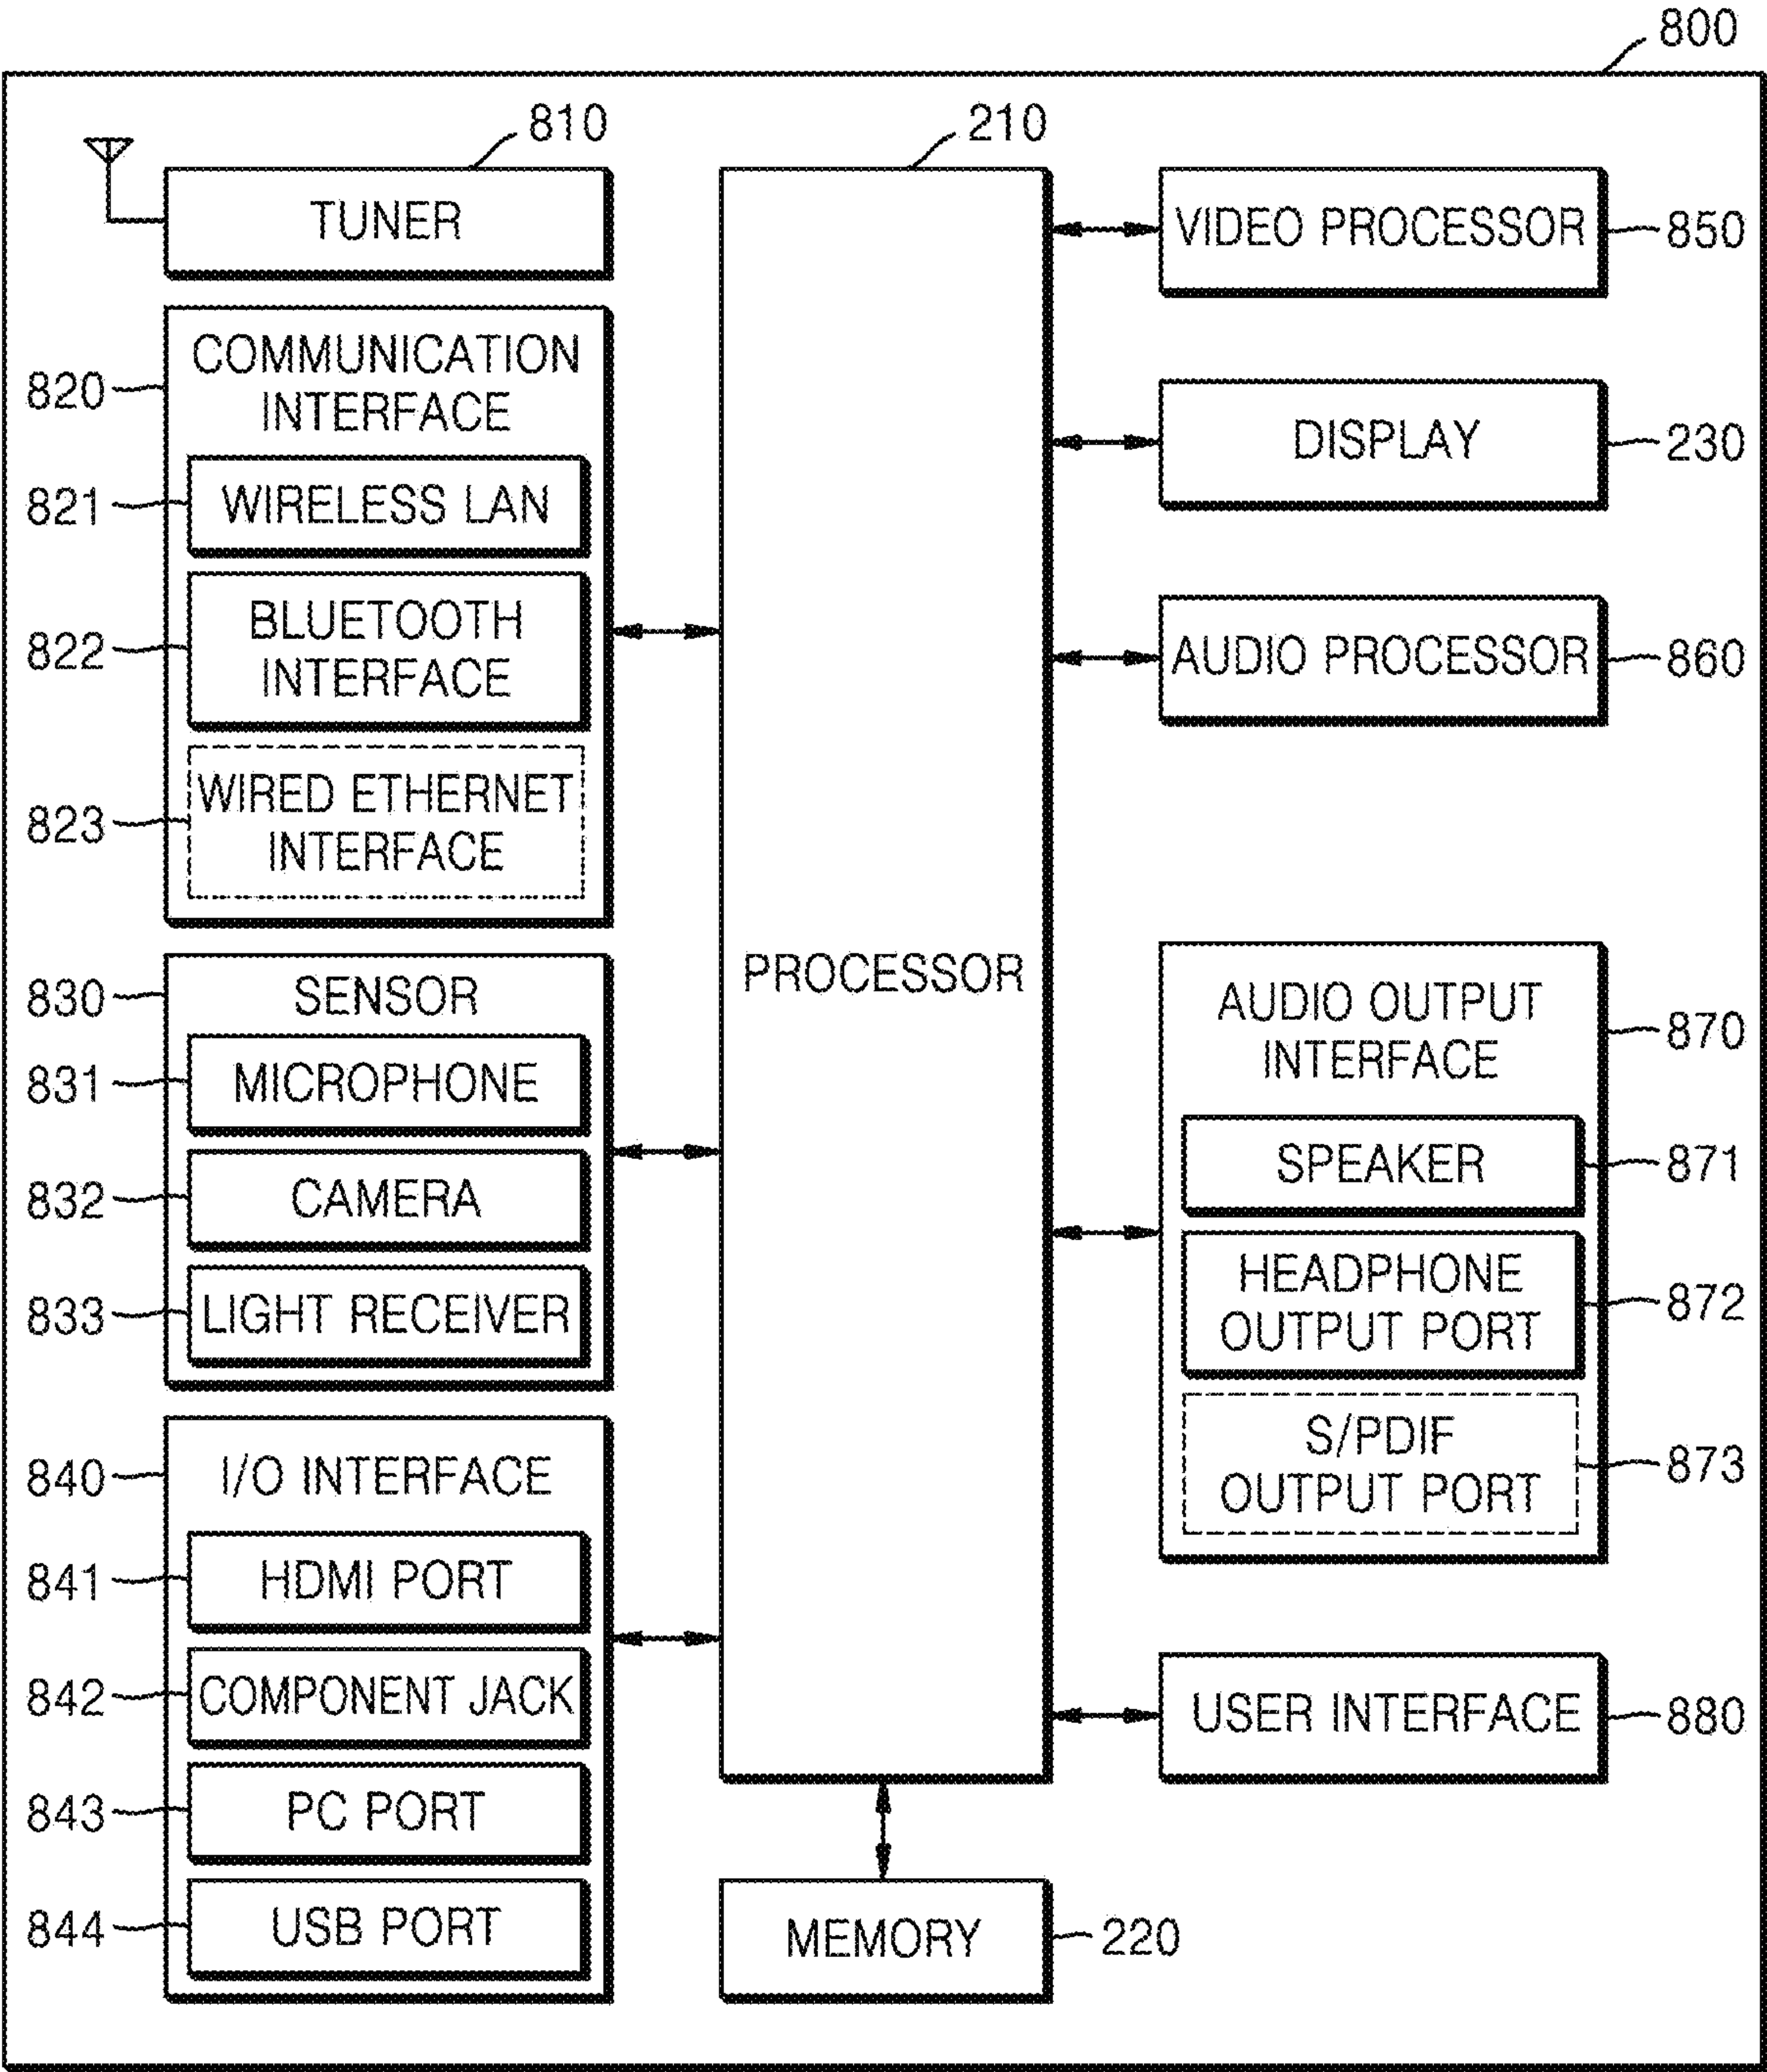 800
810
TUNER
820
COMMUNICATION
INTERFACE
821
WIRELESS LAN
822
BLUETOOTH
INTERFACE
823
WIRED ETHERNET
INTERFACE
830
SENSOR
831
MICROPHONE
832
CAMERA
833
LIGHT RECEIVER
840
I/O INTERFACE
841
HDMI PORT
842
COMPONENT JACK
843
PC PORT
844
USB PORT
210
PROCESSOR
MEMORY
220
VIDEO PROCESSOR
850
DISPLAY
230
AUDIO PROCESSOR
860
AUDIO OUTPUT
INTERFACE
870
SPEAKER
871
HEADPHONE
OUTPUT PORT
872
S/PDIF
OUTPUT PORT
873
USER INTERFACE
880